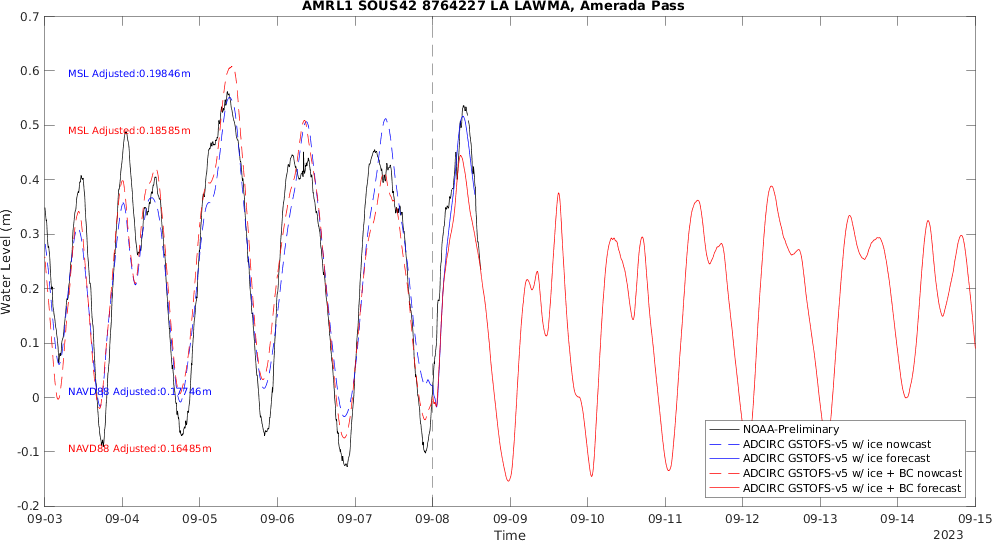 AMRL1 SOUS42 8764227 LA LAWMA, Amerada Pass
0.7
0.6
0.5
0.4
0.3
0.2
0.1
0
-0.1
-0.2
Water Level (m)
MSL Adjusted:0.19846m
MSL Adjusted:0.18585m
NAVD88 Adjusted:0.17746m
NAVD88 Adjusted:0.16485m
NOAA-Preliminary
ADCIRC GSTOFS-v5 w/ ice nowcast
ADCIRC GSTOFS-v5 w/ ice forecast
ADCIRC GSTOFS-v5 w/ ice + BC nowcast
ADCIRC GSTOFS-v5 w/ ice + BC forecast
09-03 09-04 09-05 09-06 09-07 09-08 09-09 09-10 09-11 09-12 09-13 09-14 09-15
Time
2023